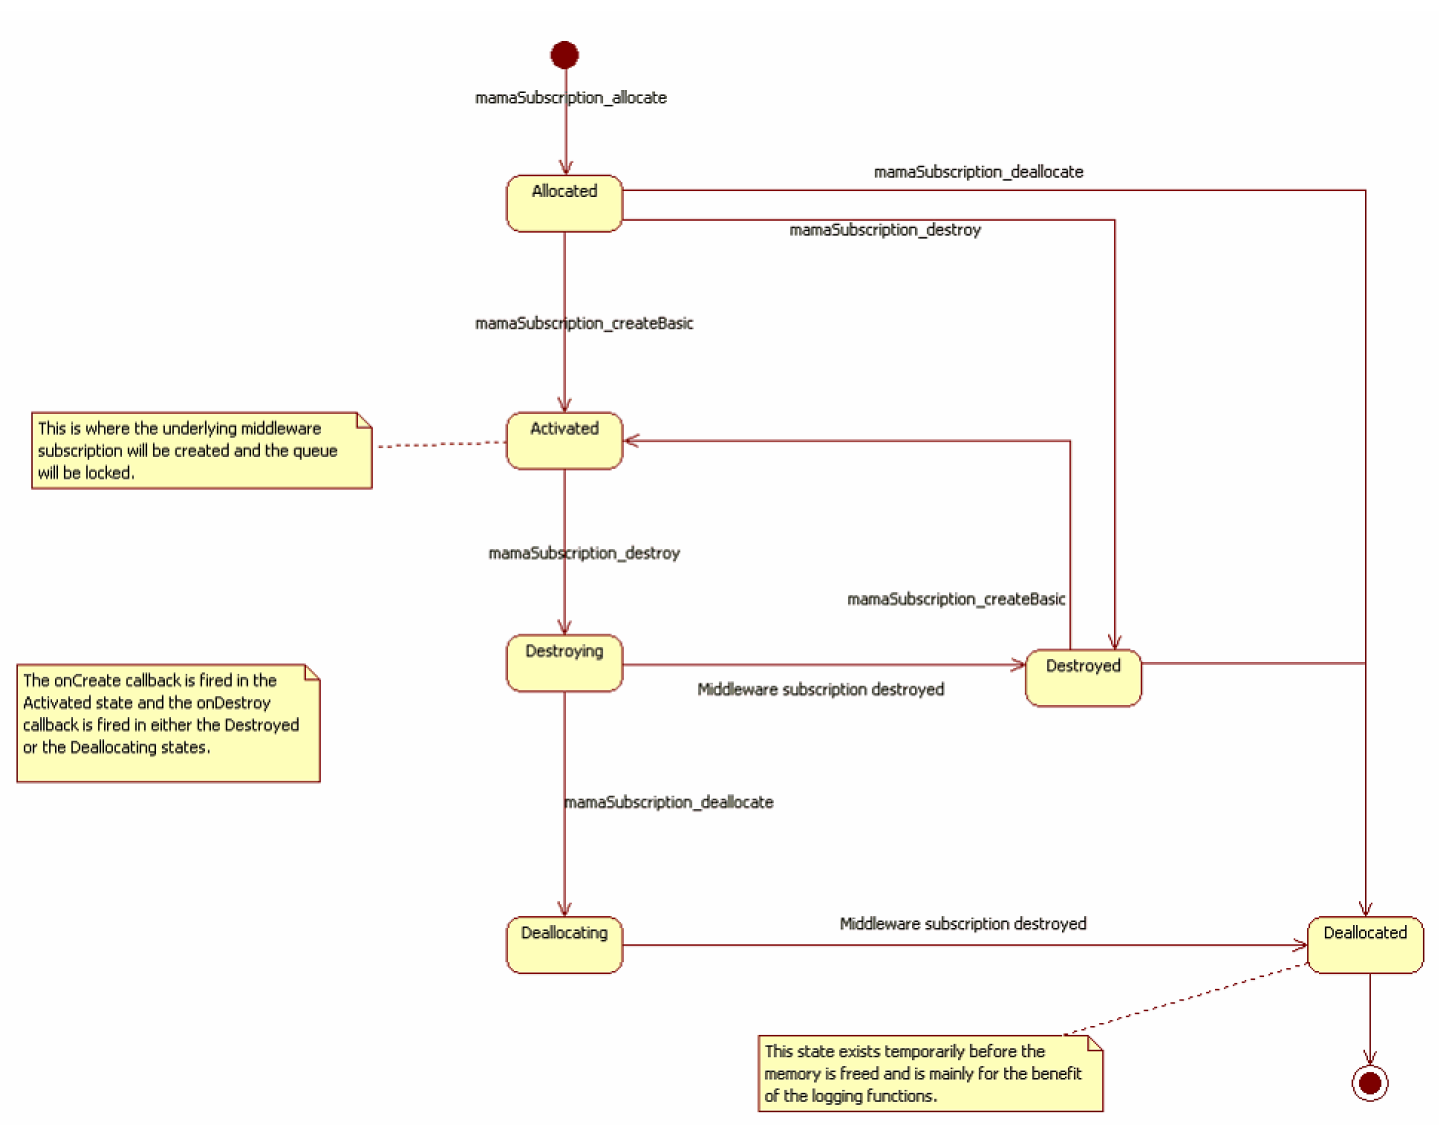 mamaSubscription_allocate
mamaSubscription_deallocate
Allocated
mamaSubscription_destroy
mamaSubscription_createBasic
This is where the underlying middleware
subscription will be created and the queue
will be locked.
Activated
mamaSubscription_destroy
mamaSubscription_createBasic
Destroying
Destroyed
Middleware subscription destroyed
The onCreate callback is fired in the
Activated state and the onDestroy
callback is fired in either the Destroyed
or the Deallocating states.
mamaSubscription_deallocate
Middleware subscription destroyed
Deallocating
Deallocated
This state exists temporarily before the
memory is freed and is mainly for the benefit
of the logging functions.